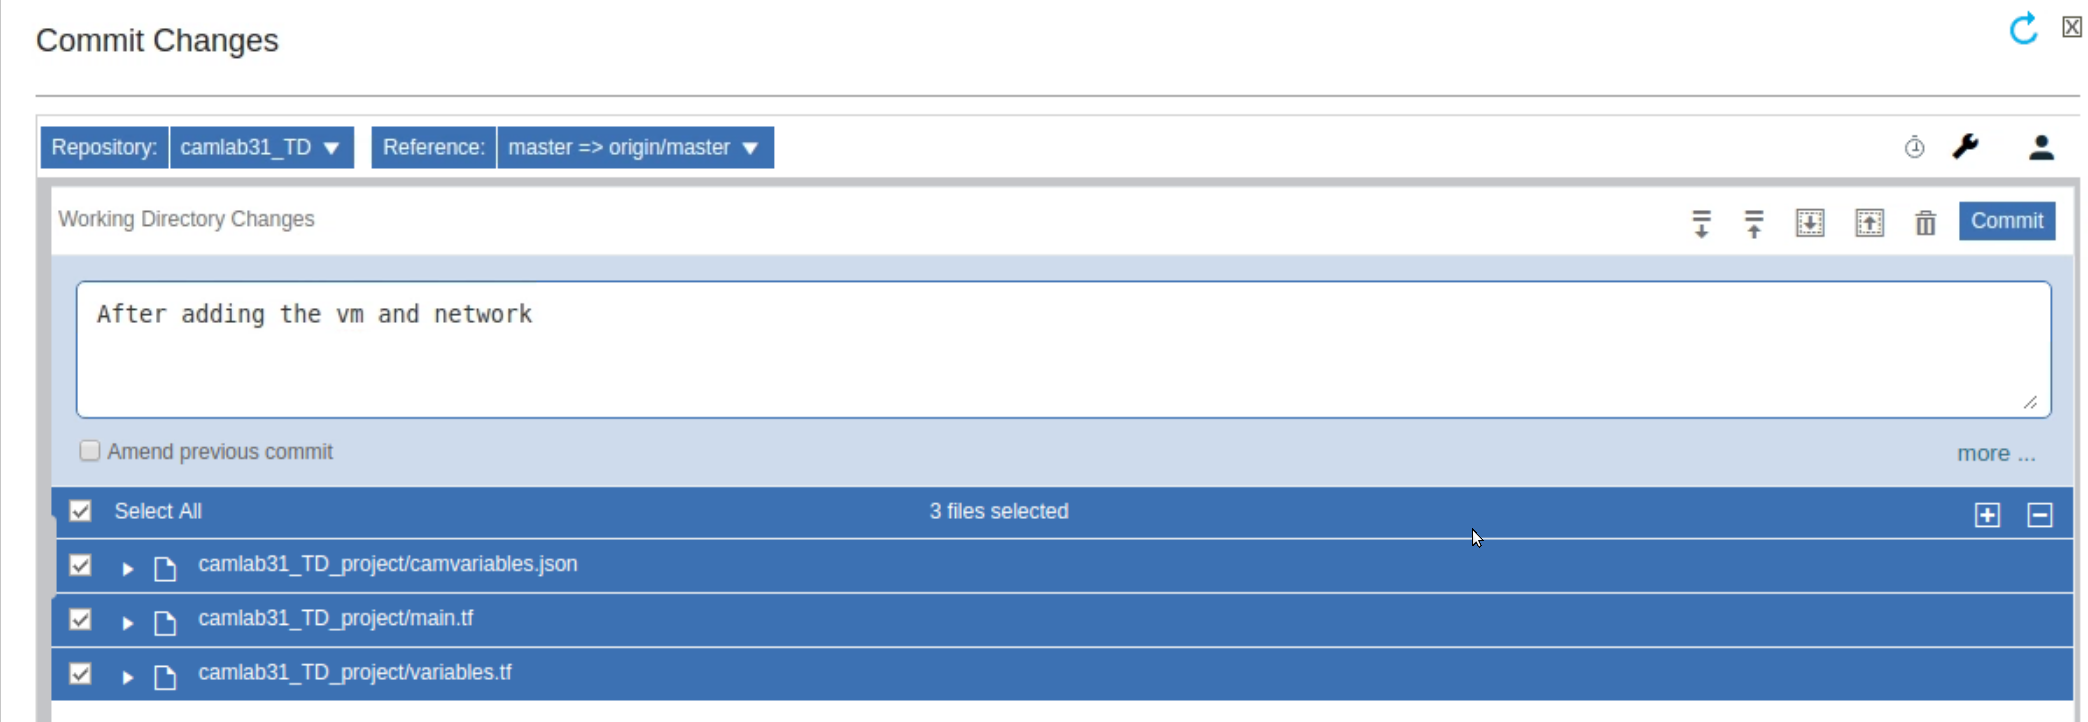 Commit Changes
Repository: camlab31_TD Reference: master => origin/master
Working Directory Changes Commit
After adding the vm and network
Amend previous commit more ...
Select All 3 files selected
camlab31_TD_project/camvariables.json
camlab31_TD_project/main.tf
camlab31_TD_project/variables.tf